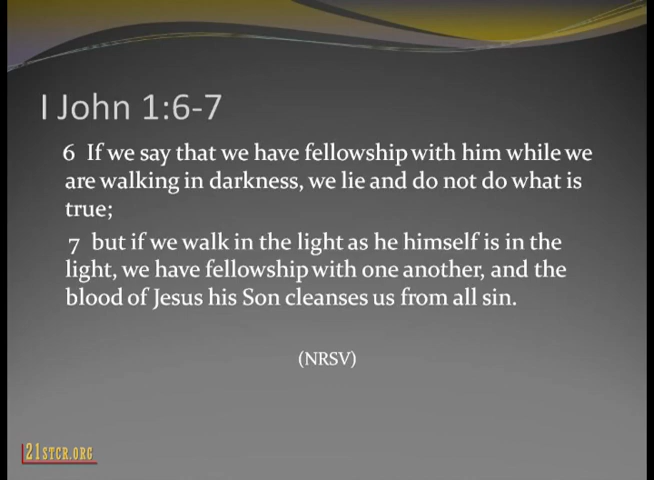 I John 1:6-7
6 If we say that we have fellowship with him while we
are walking in darkness, we lie and do not do what is
true;
7 but if we walk in the light as he himself is in the
light, we have fellowship with one another, and the
blood of Jesus his Son cleanses us from all sin.
(NRSV)
21STCR.ORG